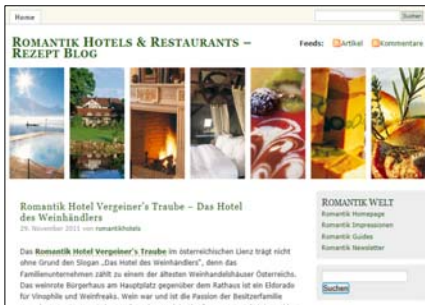 Home
Suchen
ROMANTIK HOTELS & RESTAURANTS –
REZEPT BLOG
Feeds: Artikel Kommentare
Romantik Hotel Vergeiner's Traube – Das Hotel
des Weinhändlers
29. November 2011 von romantikhotels
Das Romantik Hotel Vergeiner's Traube im österreichischen Lienz trägt nicht
ohne Grund den Slogan „Das Hotel des Weinhändlers", denn das
Familienunternehmen zählt zu einem der ältesten Weinhandelshäuser Österreichs.
Das weinrote Bürgerhaus am Hauptplatz gegenüber dem Rathaus ist ein Eldorado
für Vinophile und Weinfreaks. Wein war und ist die Passion der Besitzerfamilie
ROMANTIK WELT
Romantik Homepage
Romantik Impressionen
Romantik Guides
Romantik Newsletter
Suchen